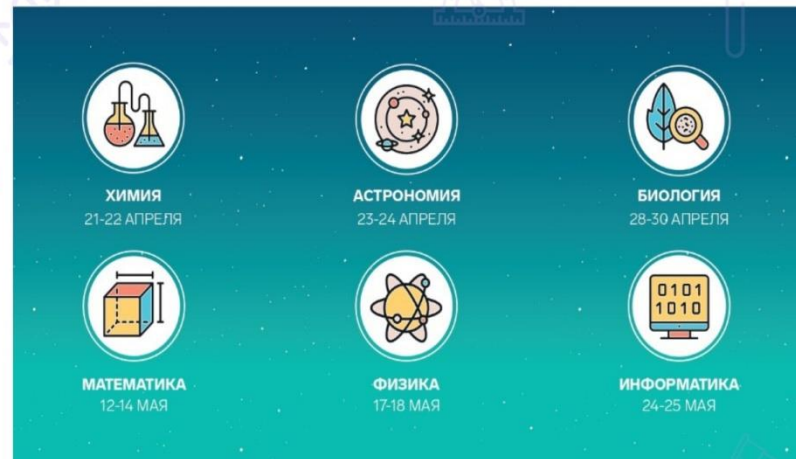 ХИМИЯ
21-22 АПРЕЛЯ
АСТРОНОМИЯ
23-24 АПРЕЛЯ
БИОЛОГИЯ
28-30 АПРЕЛЯ
0101
1010
МАТЕМАТИКА
12-14 МАЯ
ФИЗИКА
17-18 МАЯ
ИНФОРМАТИКА
24-25 МАЯ